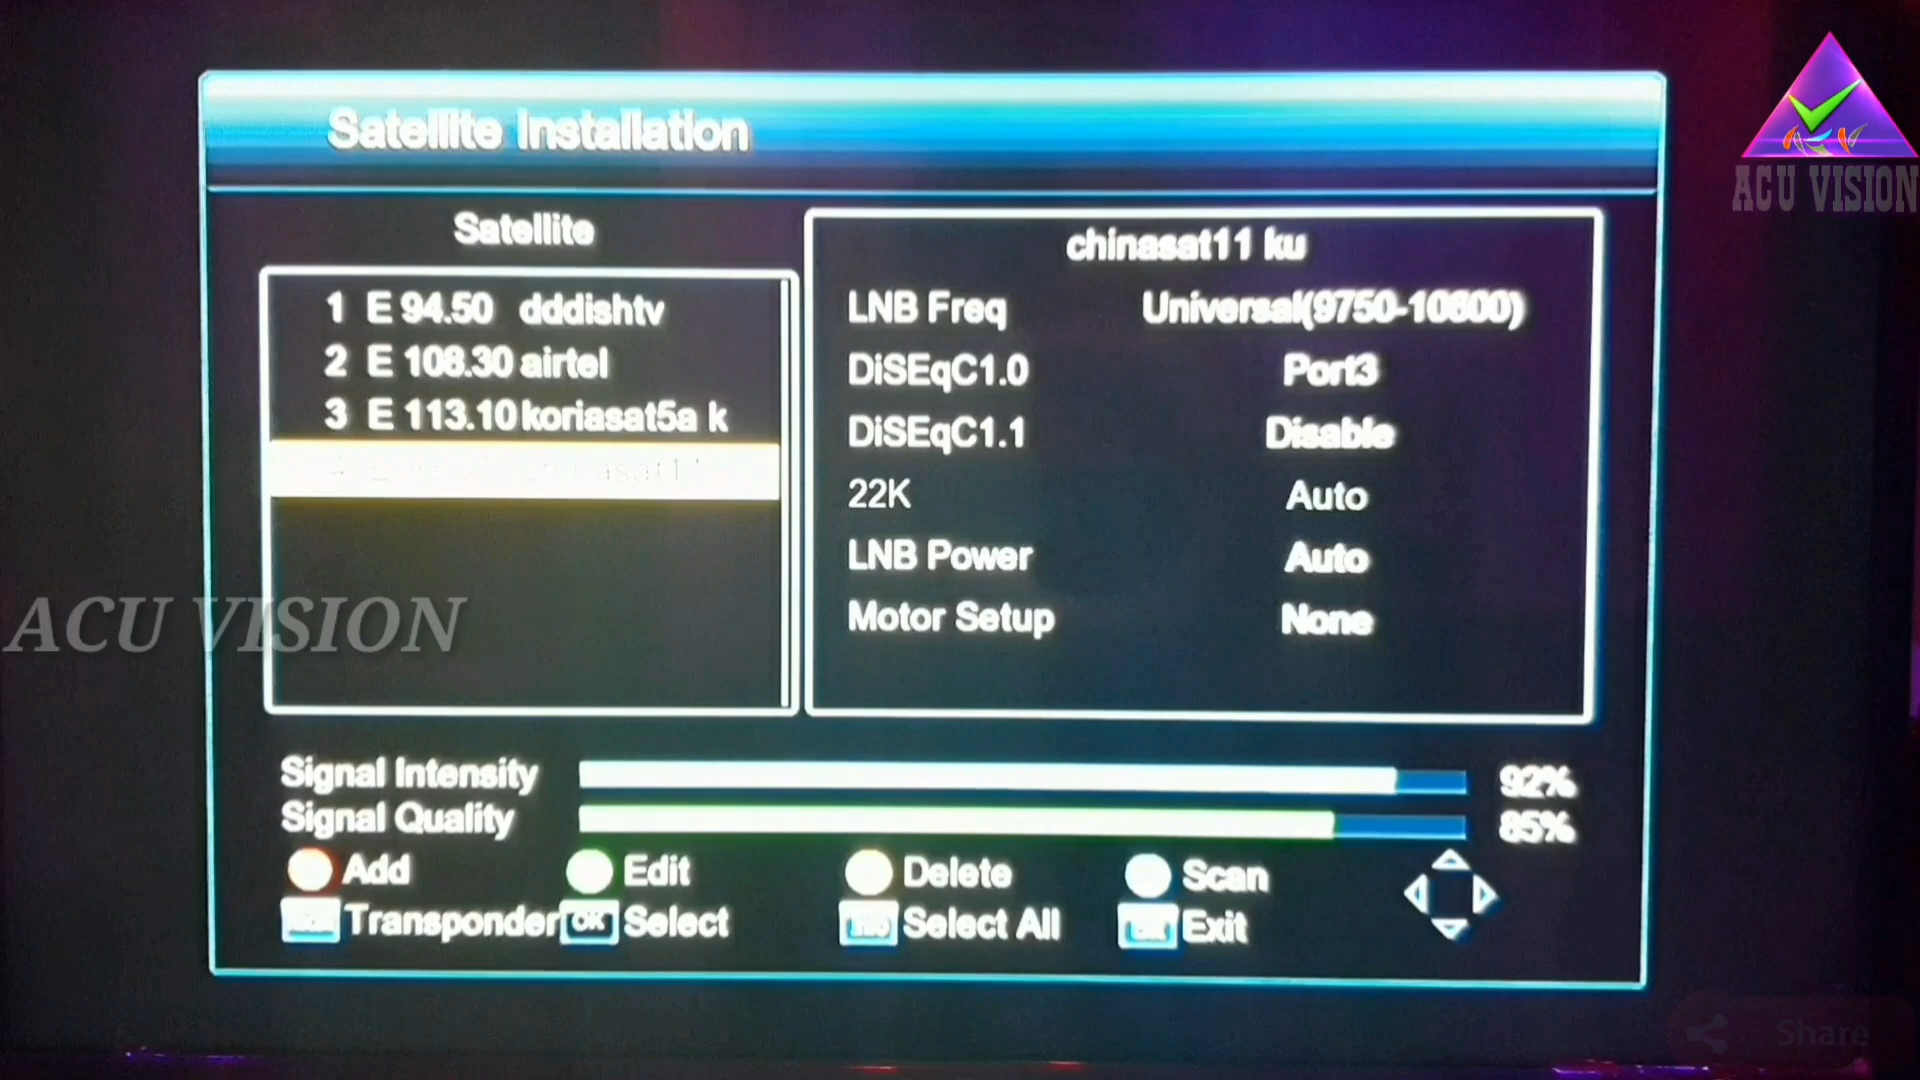 ACU VISION
Satellite Installation
Satellite
1 E 94.50 dddishtv
2 E 108.30 airtel
3 E 113.10 koriasat5a k
chinasat11 ku
LNB Freq Universal(9750-10600)
DiSEqC1.0 Port3
DiSEqC1.1 Disable
22K Auto
LNB Power Auto
Motor Setup None
ACU VISION
Signal Intensity 92%
Signal Quality 85%
Add Edit Delete Scan
Transponder OK Select Select All Exit
Share